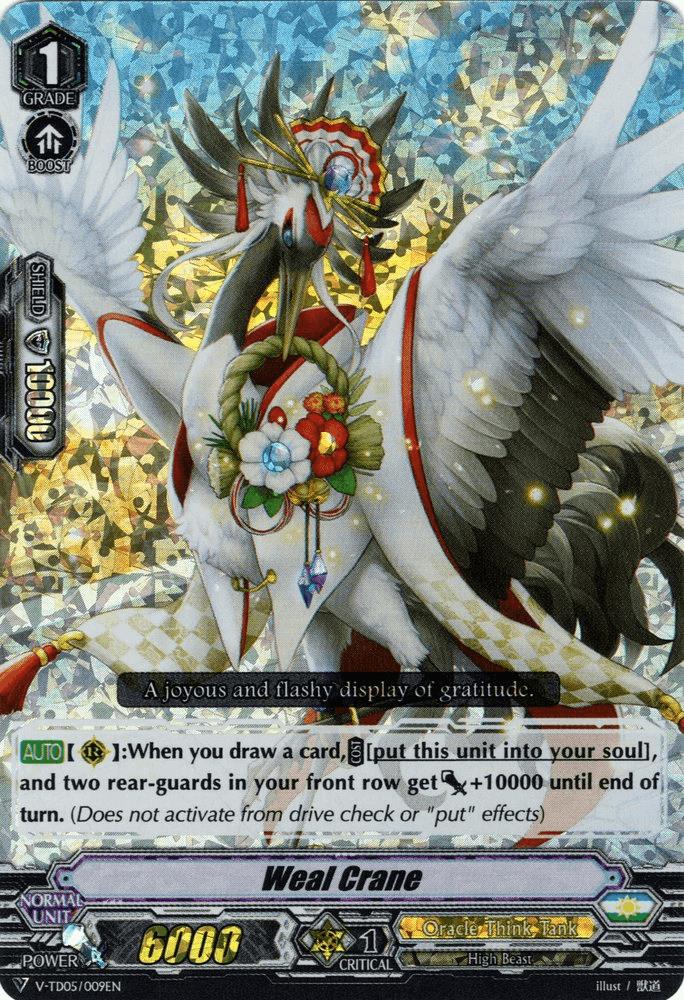 1
GRADE
BOOST
SHIELD
10000
A joyous and flashy display of gratitude.
AUTO【 R 】:When you draw a card, COST [put this unit into your soul],
and two rear-guards in your front row get +10000 until end of
turn. (Does not activate from drive check or "put" effects)
Weal Crane
NORMAL
UNIT
POWER
6000
1
CRITICAL
Oracle Think Tank
High Beast
V-TD05/009EN
illust / 獣道